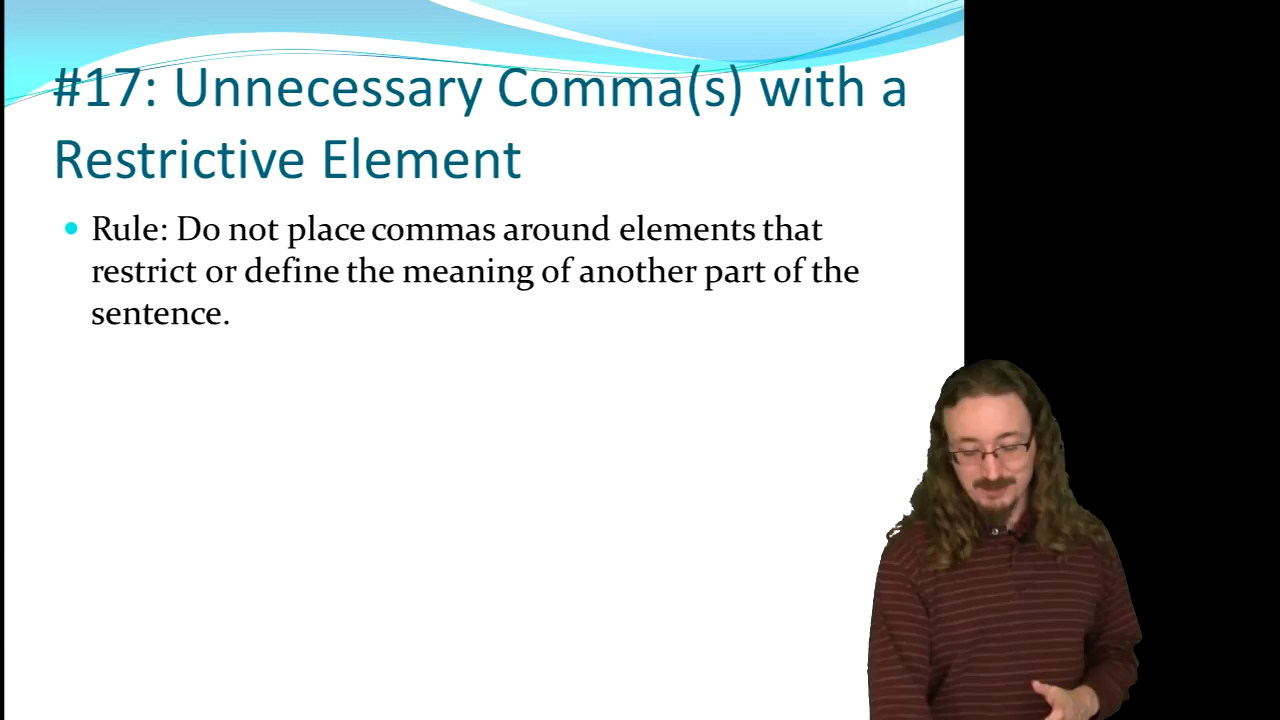 #17: Unnecessary Comma(s) with a
Restrictive Element
Rule: Do not place commas around elements that
restrict or define the meaning of another part of the
sentence.